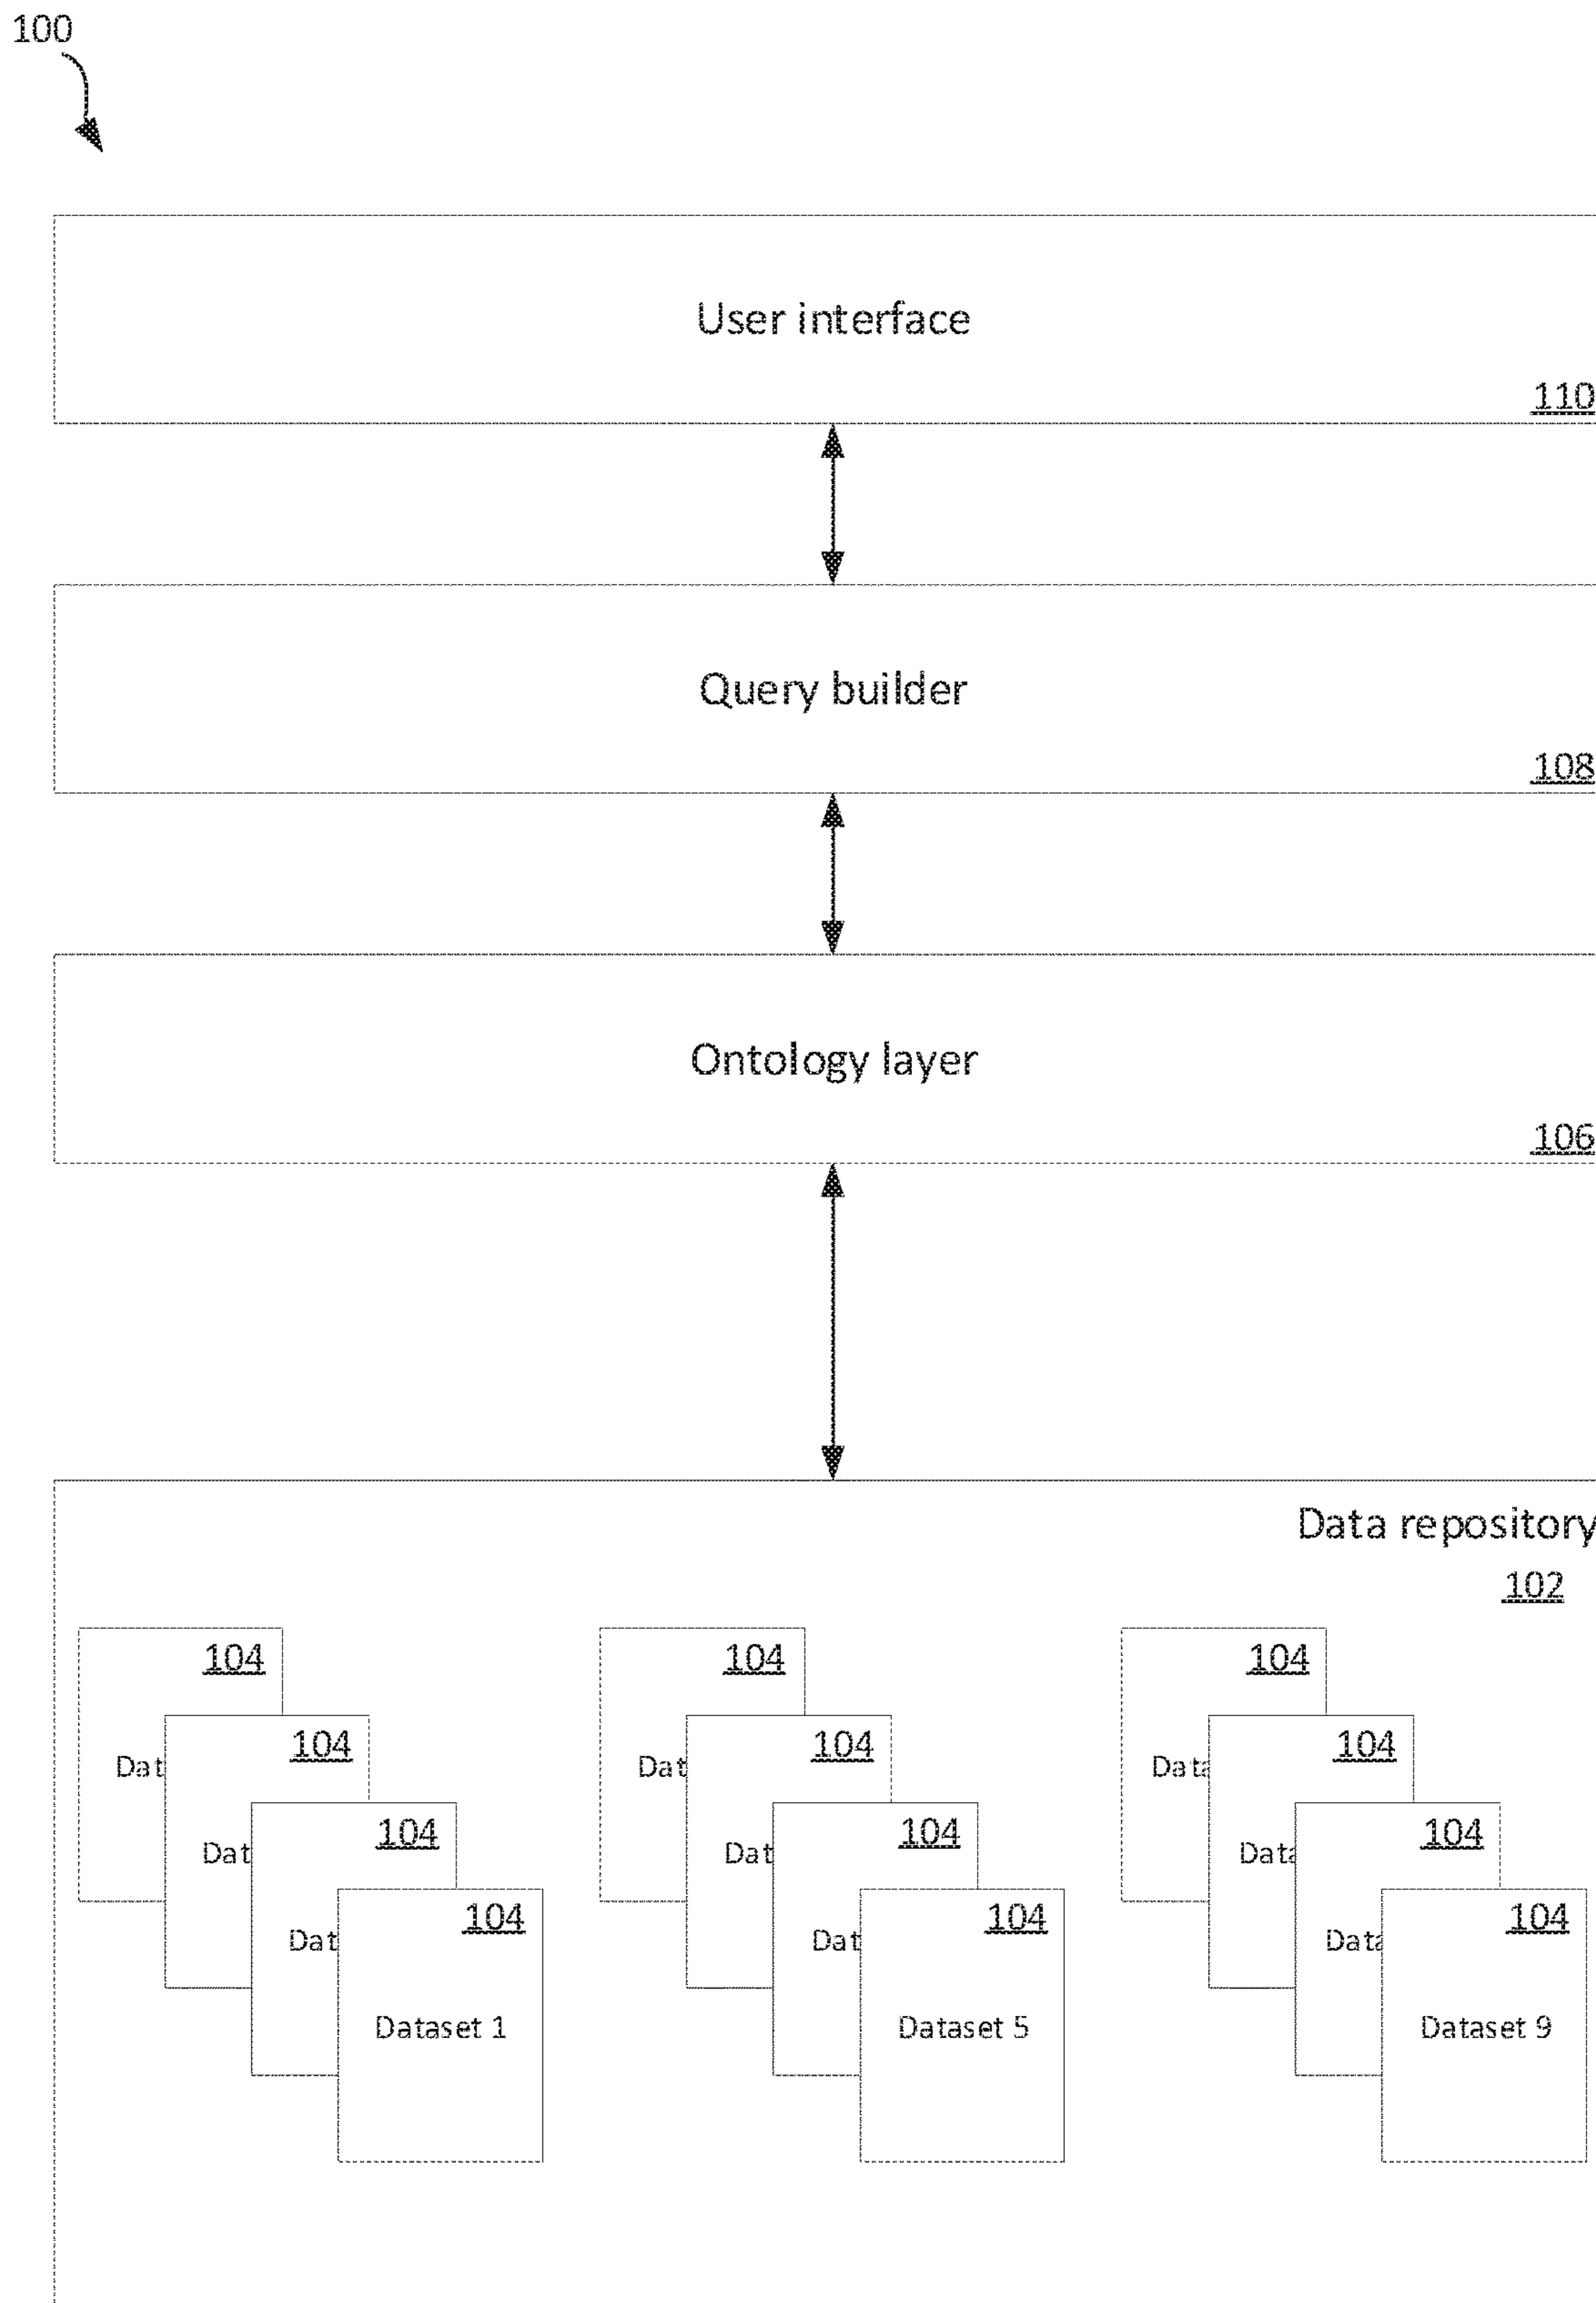 100
User interface
110
Query builder
108
Ontology layer
106
Data repository
102
104
104
104
104
104
104
104
104
104
104
104
104
Dataset 1
Dataset 5
Dataset 9